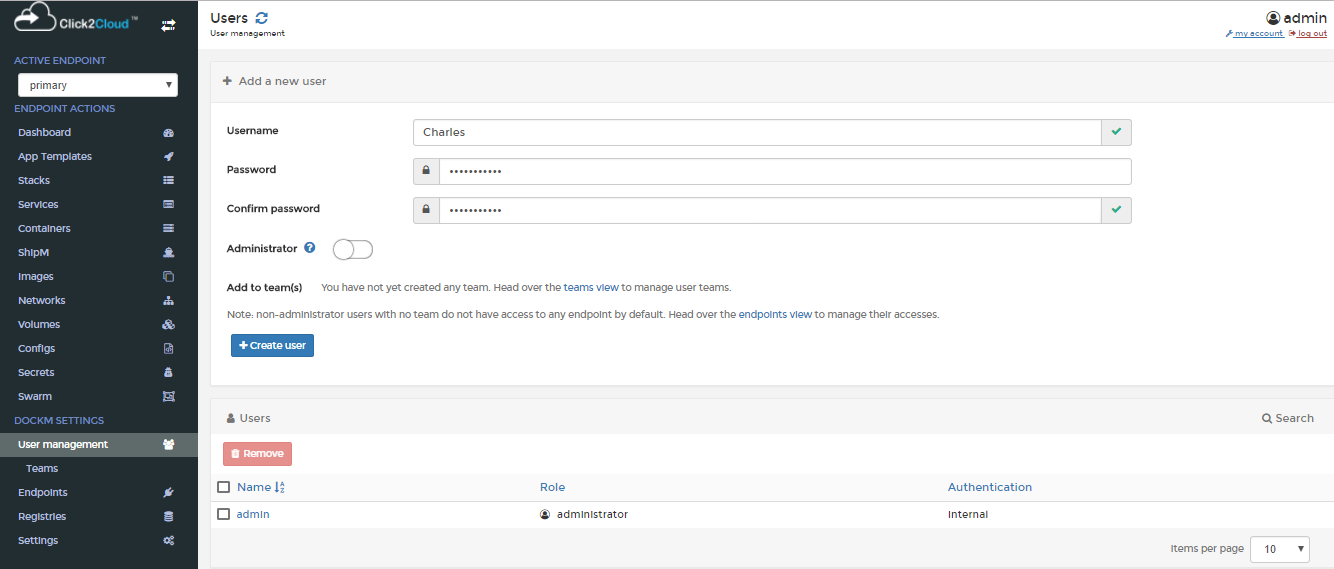 Click2Cloud™
ACTIVE ENDPOINT
primary
ENDPOINT ACTIONS
Dashboard
App Templates
Stacks
Services
Containers
ShipM
Images
Networks
Volumes
Configs
Secrets
Swarm
DOCKM SETTINGS
User management
Teams
Endpoints
Registries
Settings
Users
User management
admin
my account log out
Add a new user
Username Charles
Password •••••••••••
Confirm password •••••••••••
Administrator
Add to team(s) You have not yet created any team. Head over the teams view to manage user teams.
Note: non-administrator users with no team do not have access to any endpoint by default. Head over the endpoints view to manage their accesses.
Create user
Users Search
Remove
Name Role Authentication
admin administrator Internal
Items per page 10